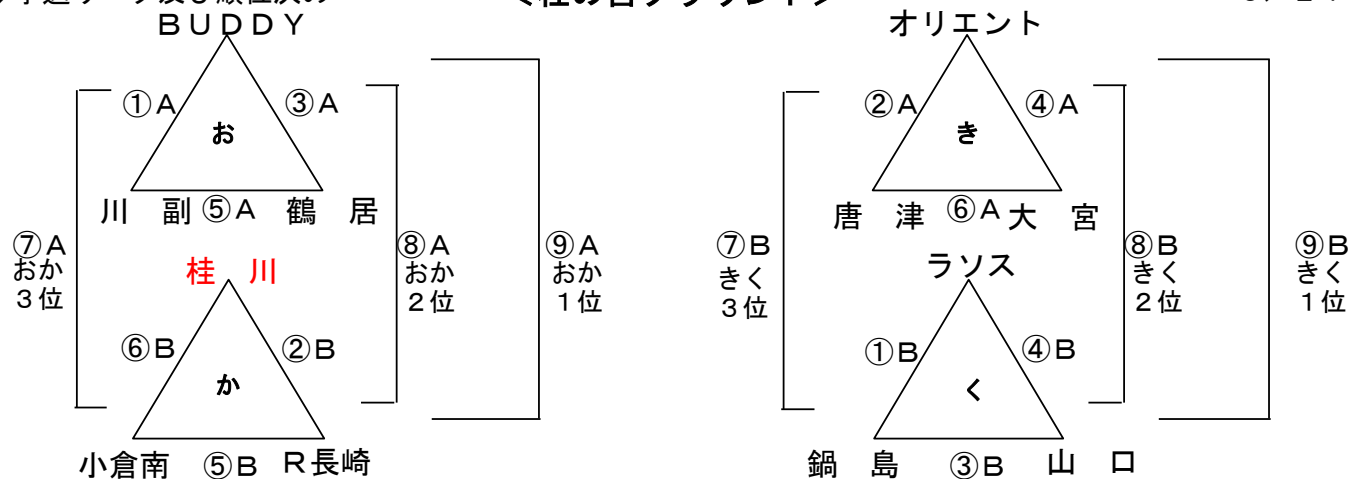 BUDDY
①A
③A
お
川 副
⑤A
鶴 居
⑦A
おか
3位
⑧A
おか
2位
⑨A
おか
1位
桂 川
⑥B
②B
か
小倉南
⑤B
R長崎
オリエント
②A
④A
き
唐 津
⑥A
大 宮
⑦B
きく
3位
⑧B
きく
2位
⑨B
きく
1位
ラソス
①B
④B
く
鍋 島
③B
山 口